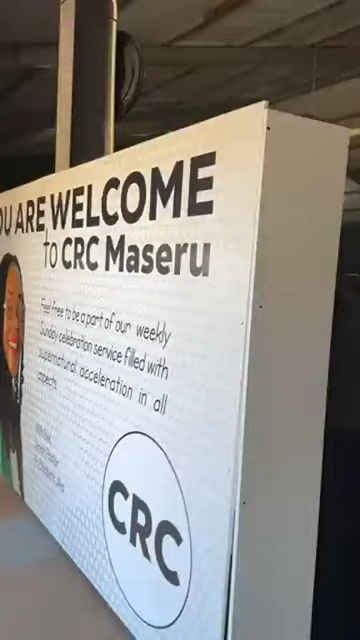 OU ARE WELCOME
TO CRC Maseru
Feel free to be a part of our weekly
Sunday celebration service filled with
supernatural acceleration in all
aspects
CRC